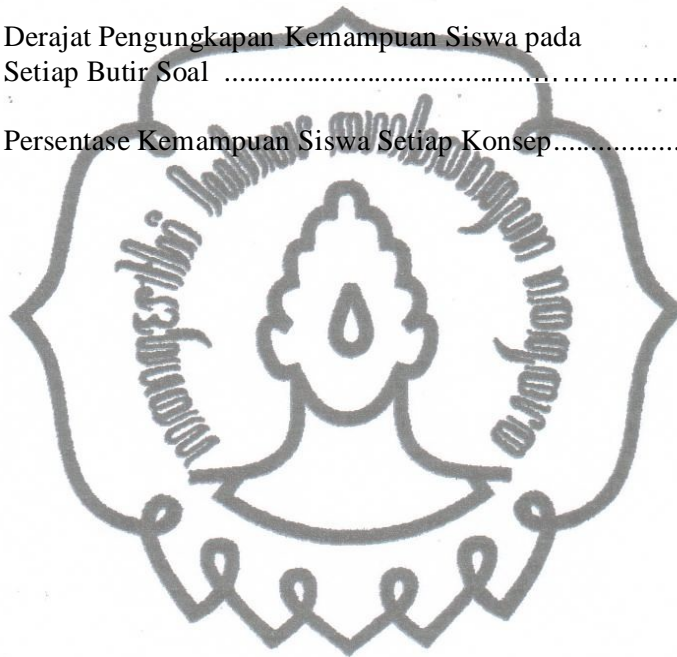 Derajat Pengungkapan Kemampuan Siswa pada
Setiap Butir Soal ..........................................………………
Persentase Kemampuan Siswa Setiap Konsep.................